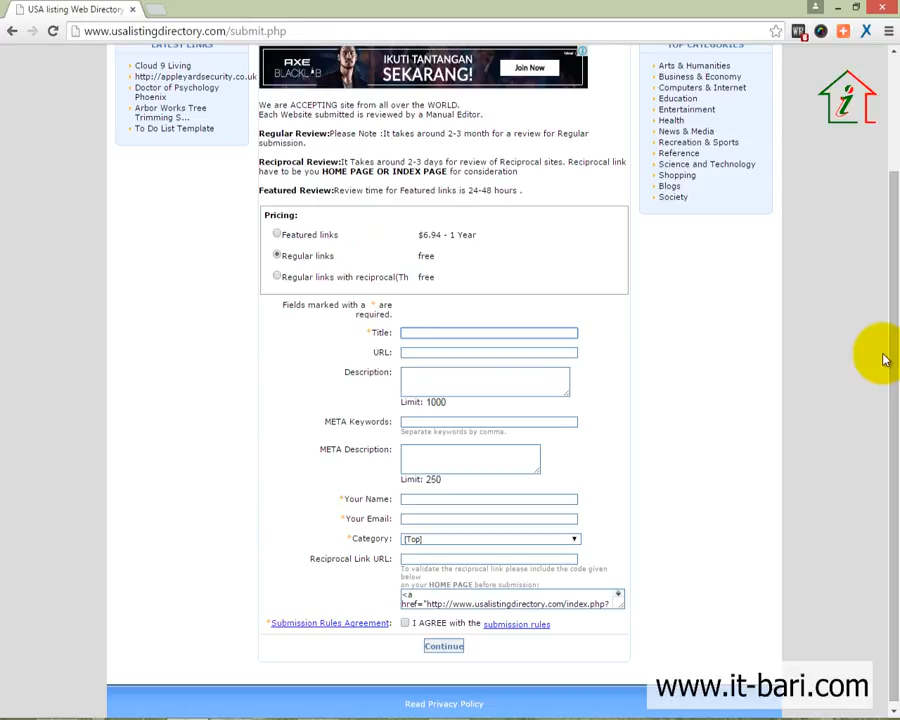 USA listing Web Directory
www.usalistingdirectory.com/submit.php
LATEST LINKS
Cloud 9 Living
http://appleyardsecurity.co.uk
Doctor of Psychology
Phoenix
Arbor Works Tree
Trimming S...
To Do List Template
AXE
BLACKLAB
IKUTI TANTANGAN
SEKARANG!
Join Now
We are ACCEPTING site from all over the WORLD.
Each Website submitted is reviewed by a Manual Editor.
Regular Review:Please Note :It takes around 2-3 month for a review for Regular
submission.
Reciprocal Review:It Takes around 2-3 days for review of Reciprocal sites. Reciprocal link
have to be you HOME PAGE OR INDEX PAGE for consideration
Featured Review:Review time for Featured links is 24-48 hours .
Pricing:
Featured links $6.94 - 1 Year
Regular links free
Regular links with reciprocal(Th free
Fields marked with a * are
required.
*Title:
URL:
Description:
Limit: 1000
META Keywords:
Separate keywords by comma.
META Description:
Limit: 250
*Your Name:
*Your Email:
*Category: [Top]
Reciprocal Link URL:
To validate the reciprocal link please include the code given
below
on your HOME PAGE before submission:
<a
href="http://www.usalistingdirectory.com/index.php?
*Submission Rules Agreement: I AGREE with the submission rules
Continue
Read Privacy Policy
TOP CATEGORIES
Arts & Humanities
Business & Economy
Computers & Internet
Education
Entertainment
Health
News & Media
Recreation & Sports
Reference
Science and Technology
Shopping
Blogs
Society
i
www.it-bari.com